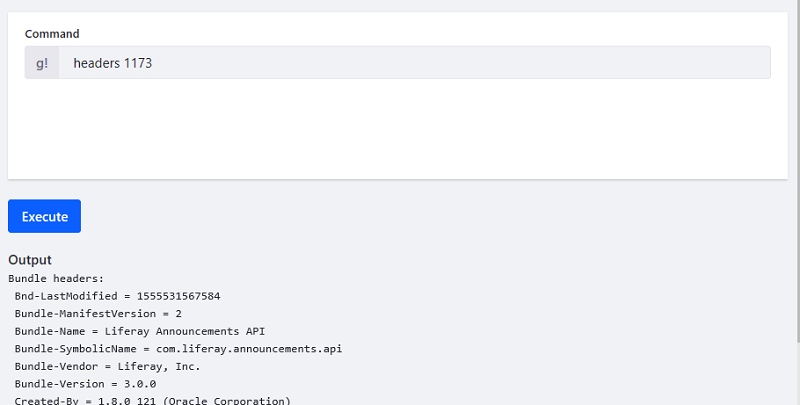 Command
g! headers 1173
Execute
Output
Bundle headers:
Bnd-LastModified = 1555531567584
Bundle-ManifestVersion = 2
Bundle-Name = Liferay Announcements API
Bundle-SymbolicName = com.liferay.announcements.api
Bundle-Vendor = Liferay, Inc.
Bundle-Version = 3.0.0
Created-By = 1.8.0_121 (Oracle Corporation)